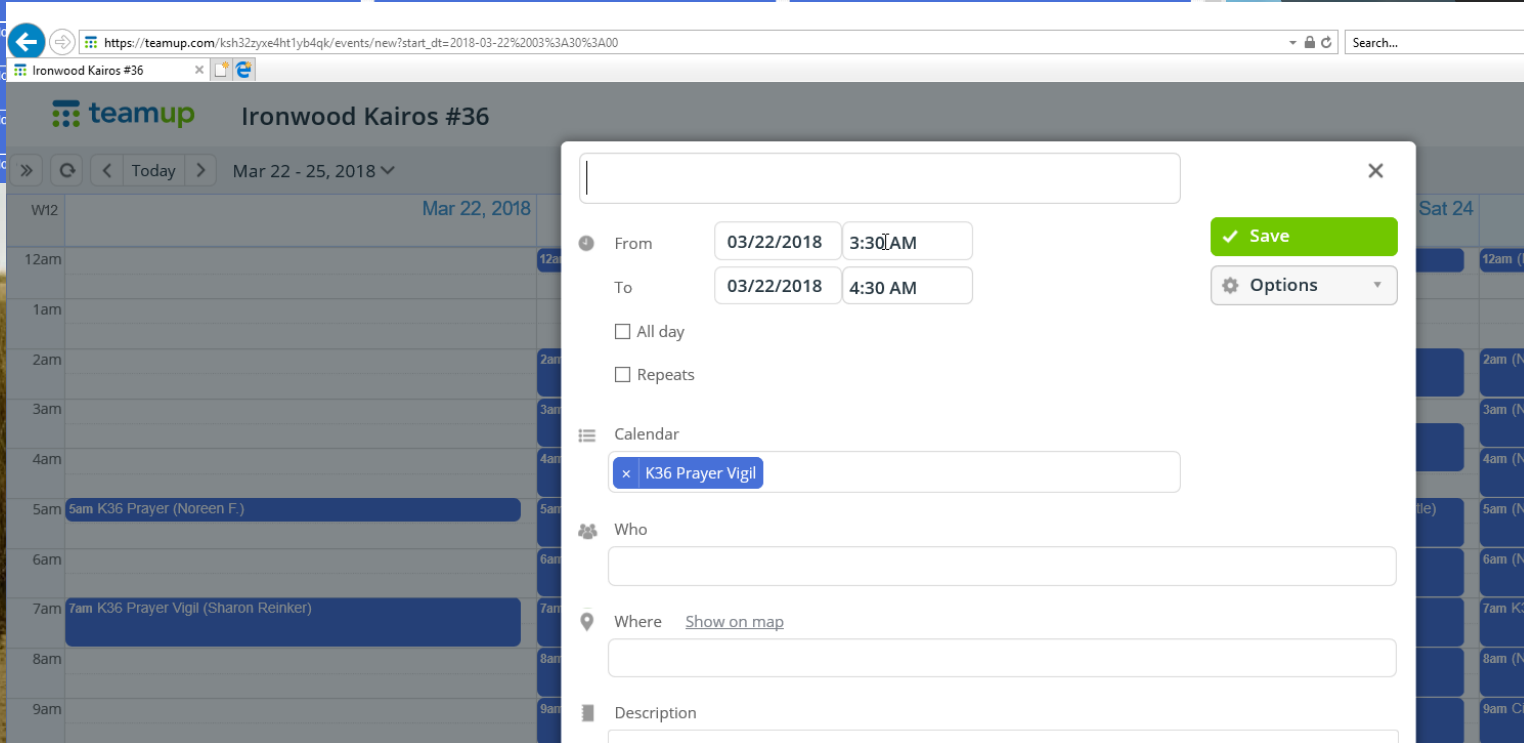 https://teamup.com/ksh32zyxe4ht1yb4qk/events/new?start_dt=2018-03-22%2003%3A30%3A00
Search...
Ironwood Kairos #36
teamup Ironwood Kairos #36
Today Mar 22 - 25, 2018
W12 Mar 22, 2018 Sat 24
From 03/22/2018 3:30 AM Save
To 03/22/2018 4:30 AM Options
All day
Repeats
Calendar
× K36 Prayer Vigil
Who
Where Show on map
Description
12am 12am
1am
2am 2am
3am 3am
4am 4am
5am 5am K36 Prayer (Noreen F.) 5am
6am 6am
7am 7am K36 Prayer Vigil (Sharon Reinker) 7am
8am 8am
9am 9am